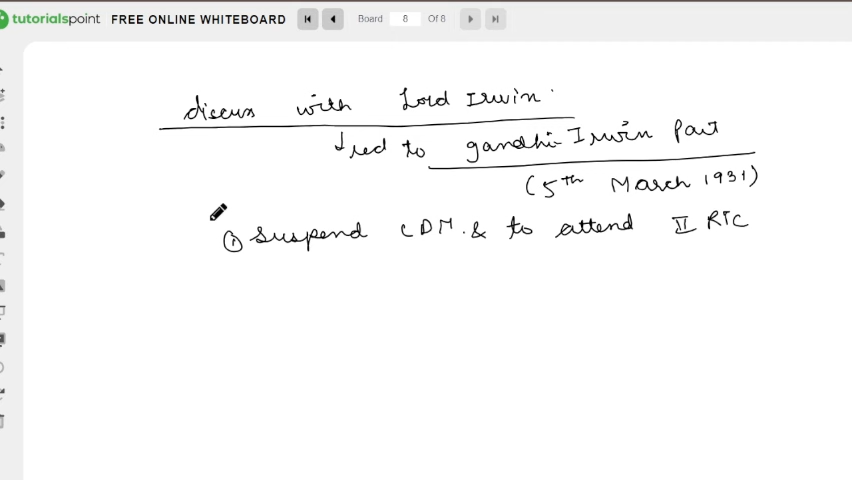 tutorialspoint FREE ONLINE WHITEBOARD Board 8 Of 8
discuss with Lord Irwin.
↓ led to gandhi Irwin Pact
(5th March 1931)
① Suspend CDM. & to attend II RTC